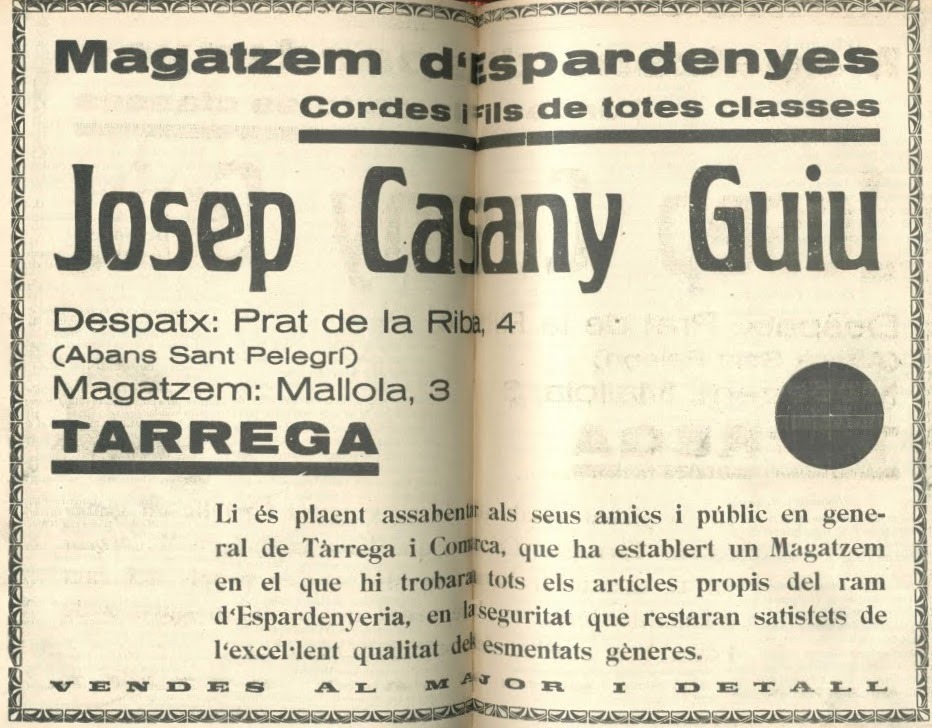 Magatzem d'Espardenyes
Cordes i Fils de totes classes
Josep Casany Guiu
Despatx: Prat de la Riba, 4
(Abans Sant Pelegrí)
Magatzem: Mallola, 3
TARREGA
Li és plaent assabentar als seus amics i públic en gene-
ral de Tàrrega i Comarca, que ha establert un Magatzem
en el que hi trobaran tots els artícles propis del ram
d'Espardenyeria, en la seguritat que restaran satisfets de
l'excel·lent qualitat dels esmentats gèneres.
VENDES AL MAJOR I DETALL